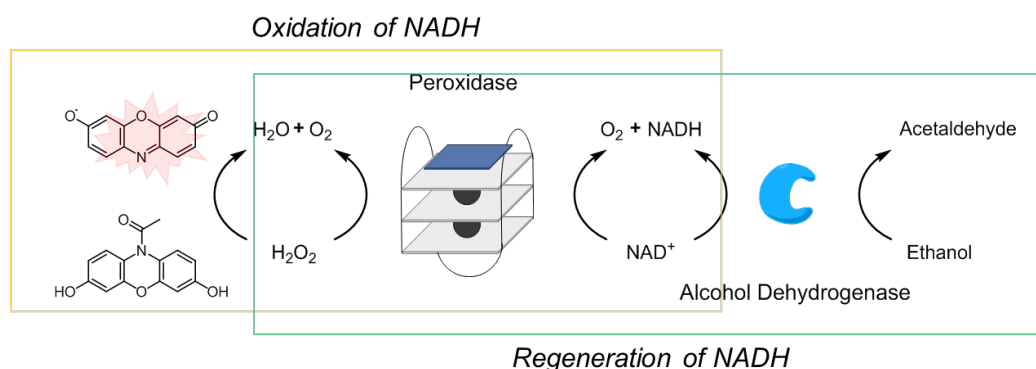 Oxidation of NADH
Peroxidase
O· O N O
H₂O + O₂
O₂ + NADH
Acetaldehyde
O
N
HO O OH
H₂O₂
NAD⁺
Ethanol
Alcohol Dehydrogenase
Regeneration of NADH